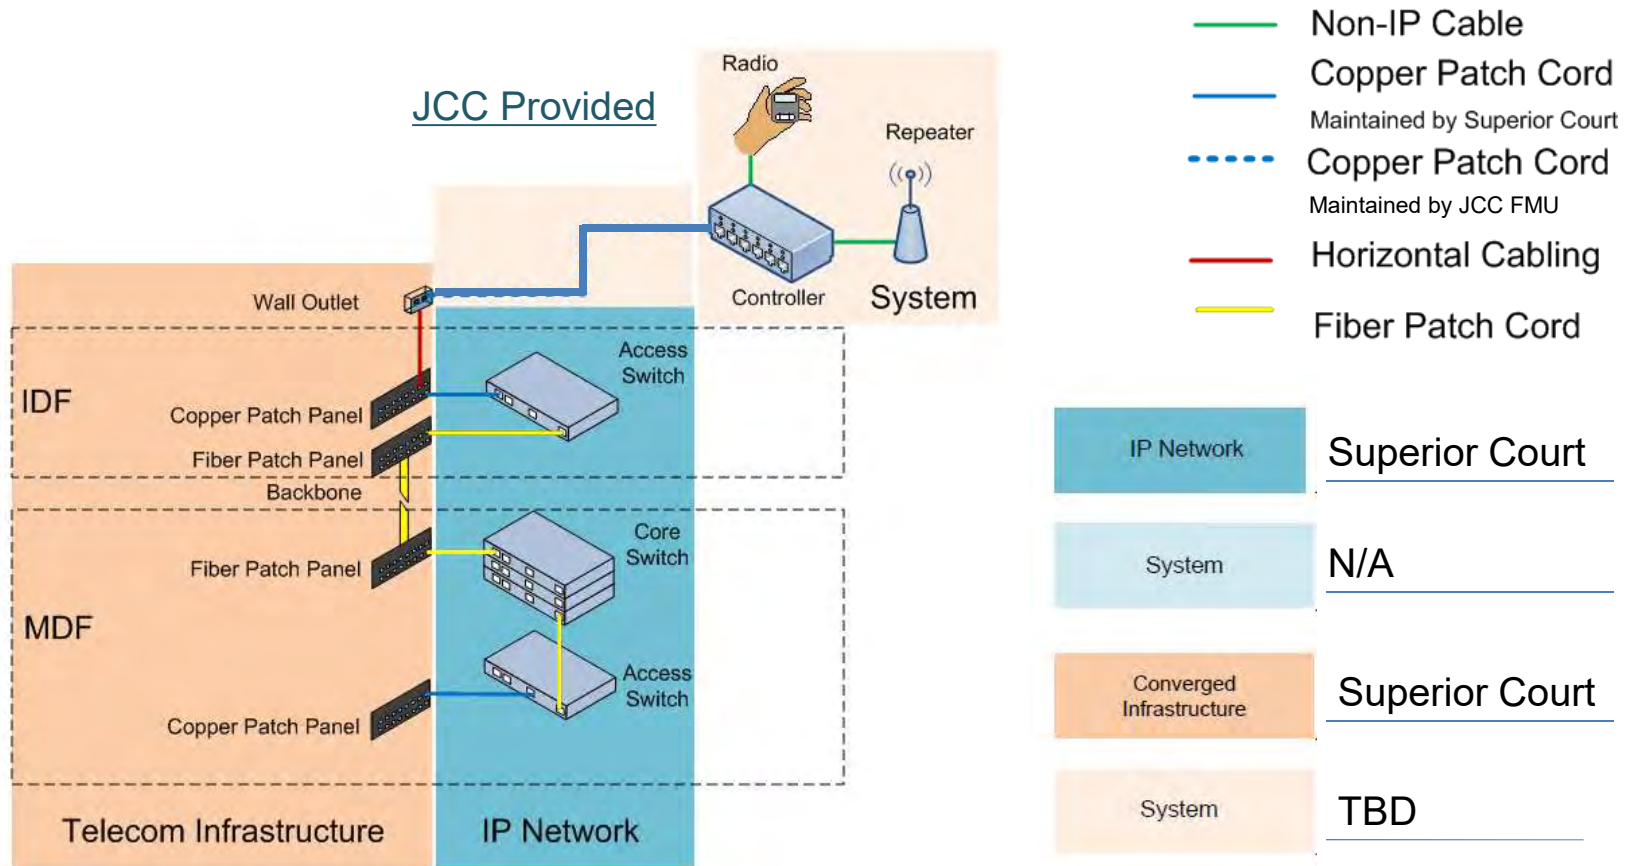 JCC Provided
Radio
Repeater
Controller
System
Wall Outlet
IDF
Access
Switch
Copper Patch Panel
Fiber Patch Panel
Backbone
Core
Switch
Fiber Patch Panel
MDF
Access
Switch
Copper Patch Panel
Telecom Infrastructure
IP Network
Non-IP Cable
Copper Patch Cord
Maintained by Superior Court
Copper Patch Cord
Maintained by JCC FMU
Horizontal Cabling
Fiber Patch Cord
IP Network
Superior Court
System
N/A
Converged
Infrastructure
Superior Court
System
TBD